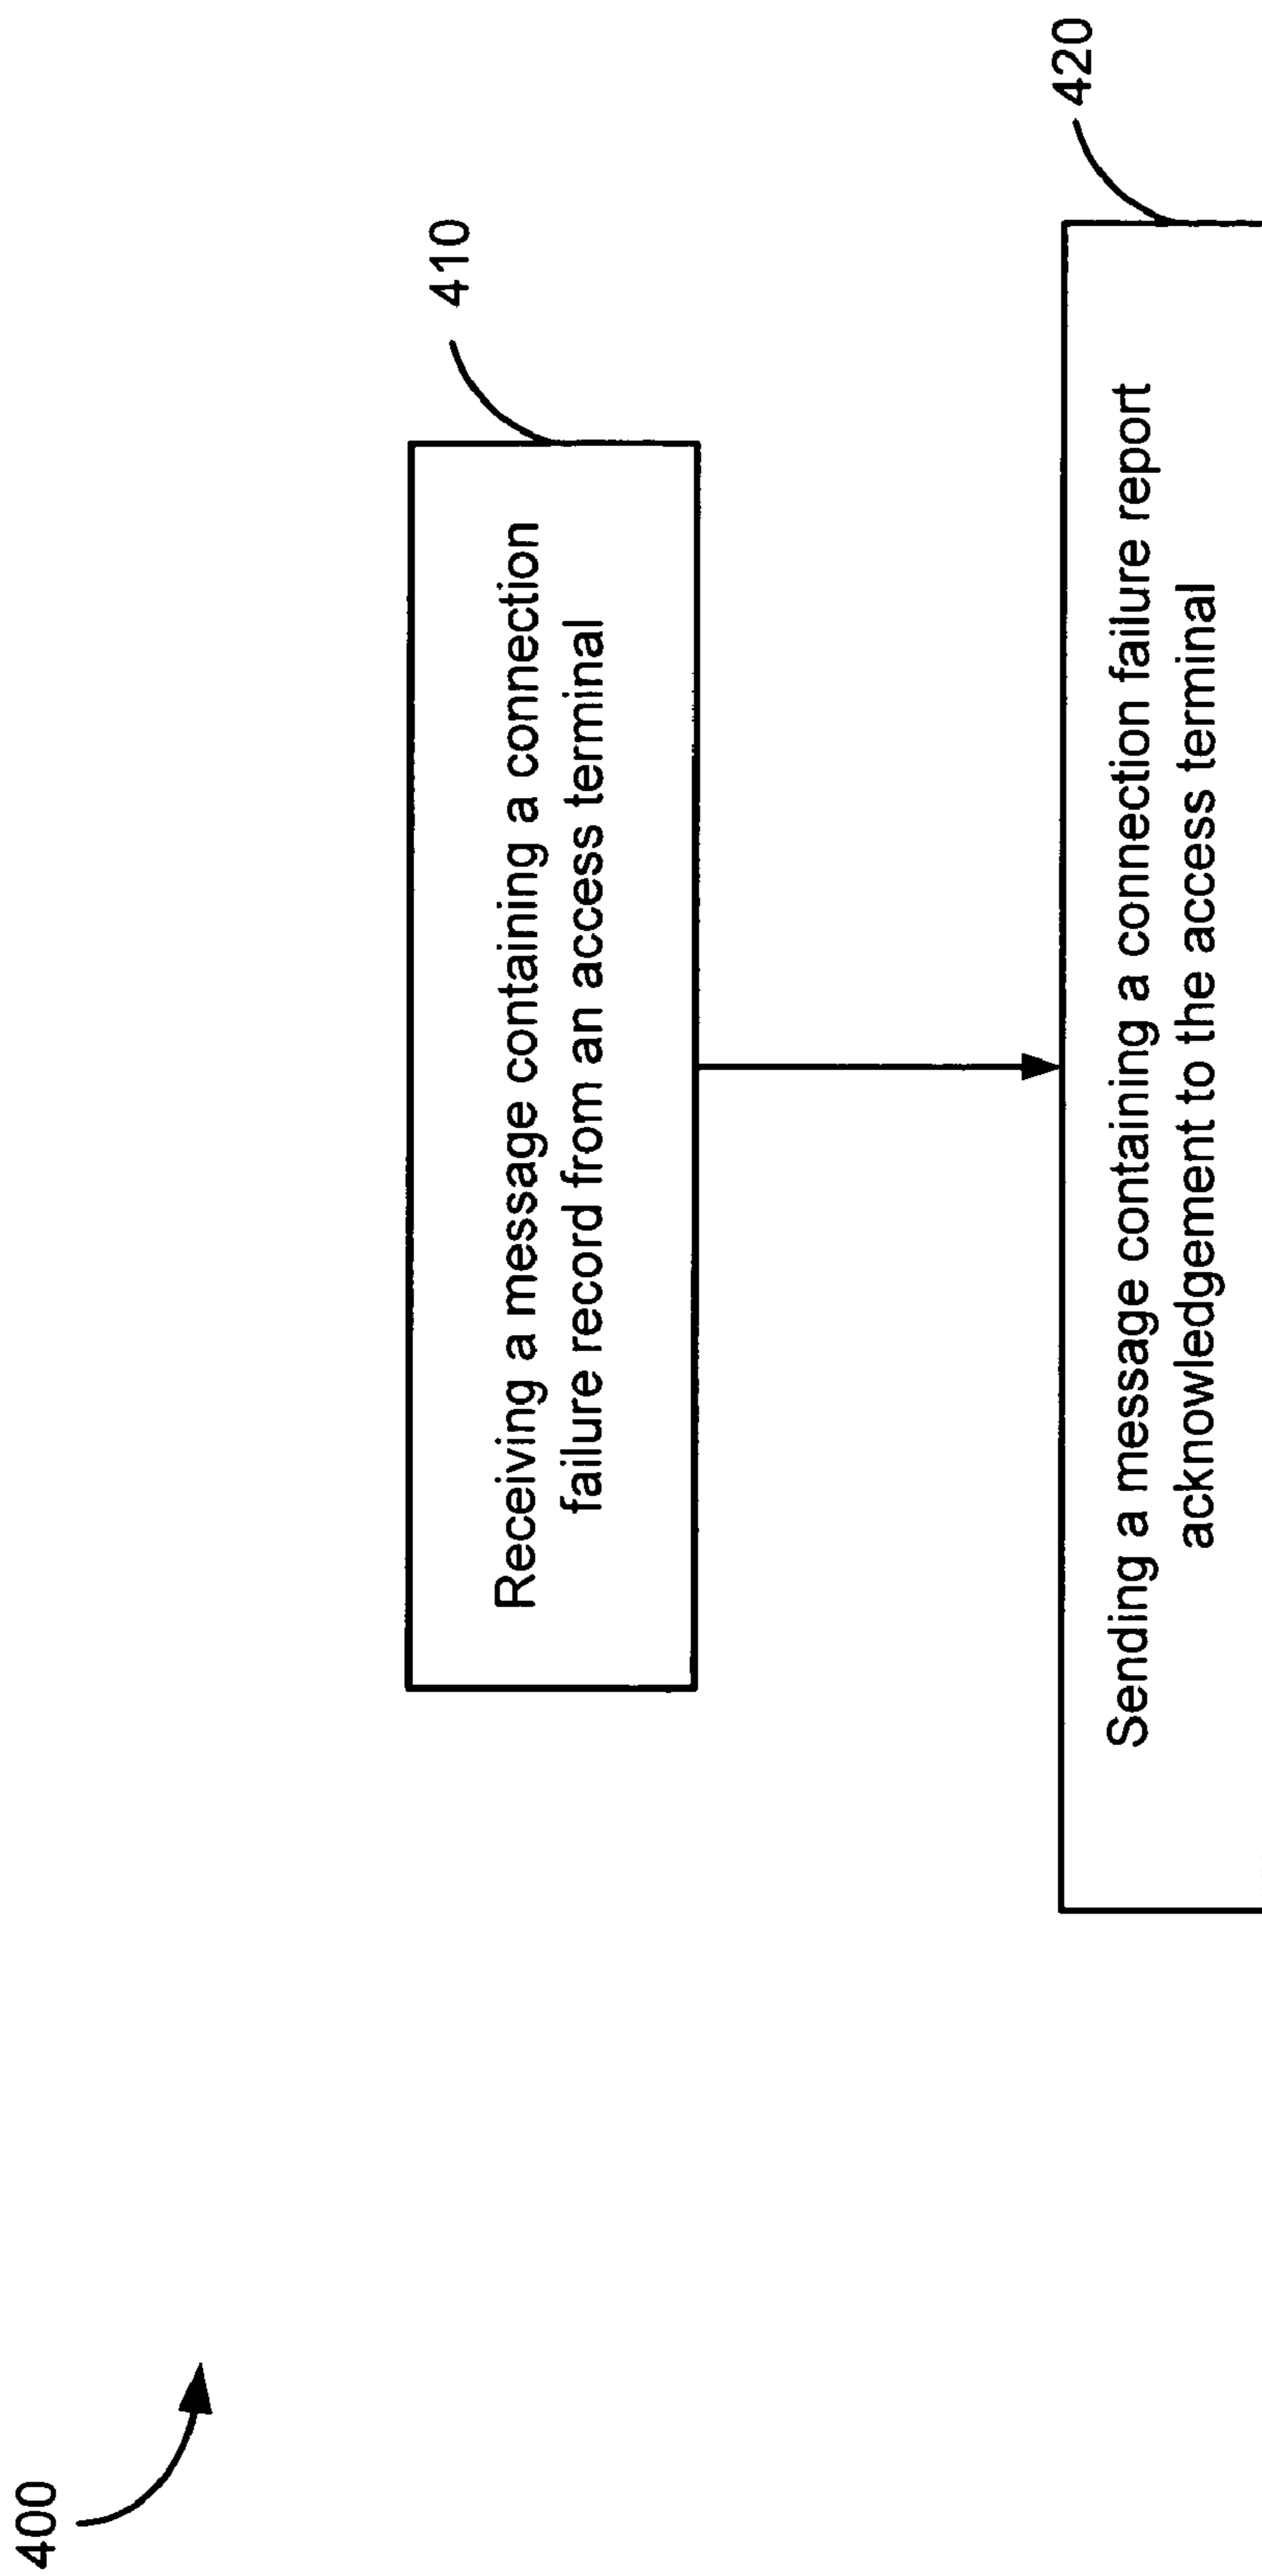 400
410
Receiving a message containing a connection
failure record from an access terminal
420
Sending a message containing a connection failure report
acknowledgement to the access terminal